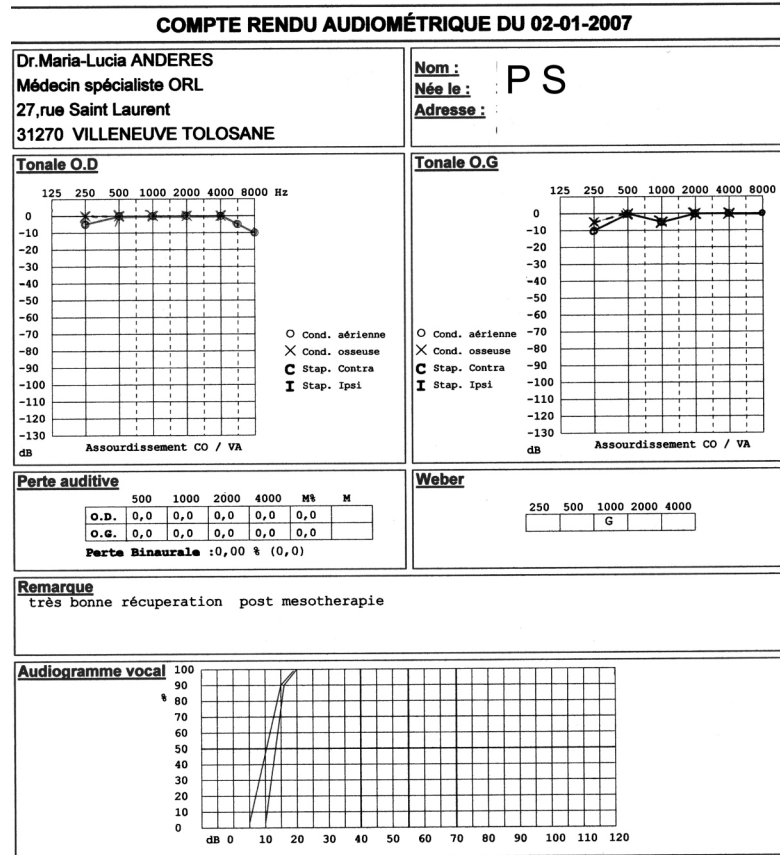 COMPTE RENDU AUDIOMÉTRIQUE DU 02-01-2007
Dr.Maria-Lucia ANDERES
Médecin spécialiste ORL
27,rue Saint Laurent
31270 VILLENEUVE TOLOSANE
Nom :
Née le :
Adresse :
P S
Tonale O.D
125 250 500 1000 2000 4000 8000 Hz
0
-10
-20
-30
-40
-50
-60
-70
-80
-90
-100
-110
-120
-130
dB
Assourdissement CO / VA
O Cond. aérienne
X Cond. osseuse
C Stap. Contra
I Stap. Ipsi
Tonale O.G
125 250 500 1000 2000 4000 8000
0
-10
-20
-30
-40
-50
-60
-70
-80
-90
-100
-110
-120
-130
dB
Assourdissement CO / VA
O Cond. aérienne
X Cond. osseuse
C Stap. Contra
I Stap. Ipsi
Perte auditive
500 1000 2000 4000 M% M
O.D. 0,0 0,0 0,0 0,0 0,0
O.G. 0,0 0,0 0,0 0,0 0,0
Perte Binaurale :0,00 % (0,0)
Weber
250 500 1000 2000 4000
G
Remarque
très bonne récuperation post mesotherapie
Audiogramme vocal
100
90
% 80
70
60
50
40
30
20
10
0
dB 0 10 20 30 40 50 60 70 80 90 100 110 120